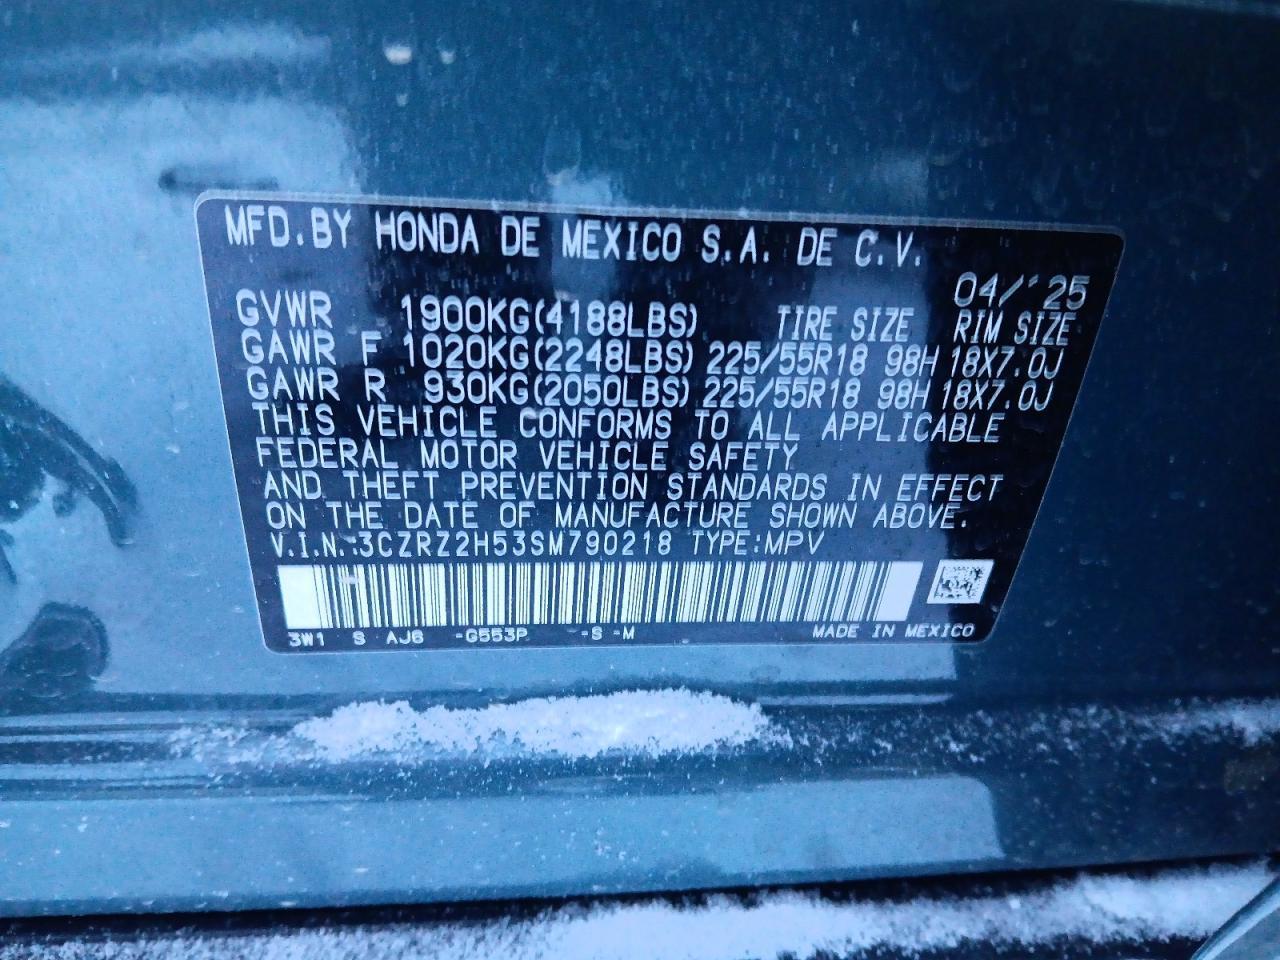 MFD.BY HONDA DE MEXICO S.A. DE C.V.
04/'25
GVWR 1900KG(4188LBS) TIRE SIZE RIM SIZE
GAWR F 1020KG(2248LBS) 225/55R18 98H 18X7.0J
GAWR R 930KG(2050LBS) 225/55R18 98H 18X7.0J
THIS VEHICLE CONFORMS TO ALL APPLICABLE
FEDERAL MOTOR VEHICLE SAFETY
AND THEFT PREVENTION STANDARDS IN EFFECT
ON THE DATE OF MANUFACTURE SHOWN ABOVE.
V.I.N.:3CZRZ2H53SM790218 TYPE:MPV
3W1 S AJ6 -G553P -S -M MADE IN MEXICO